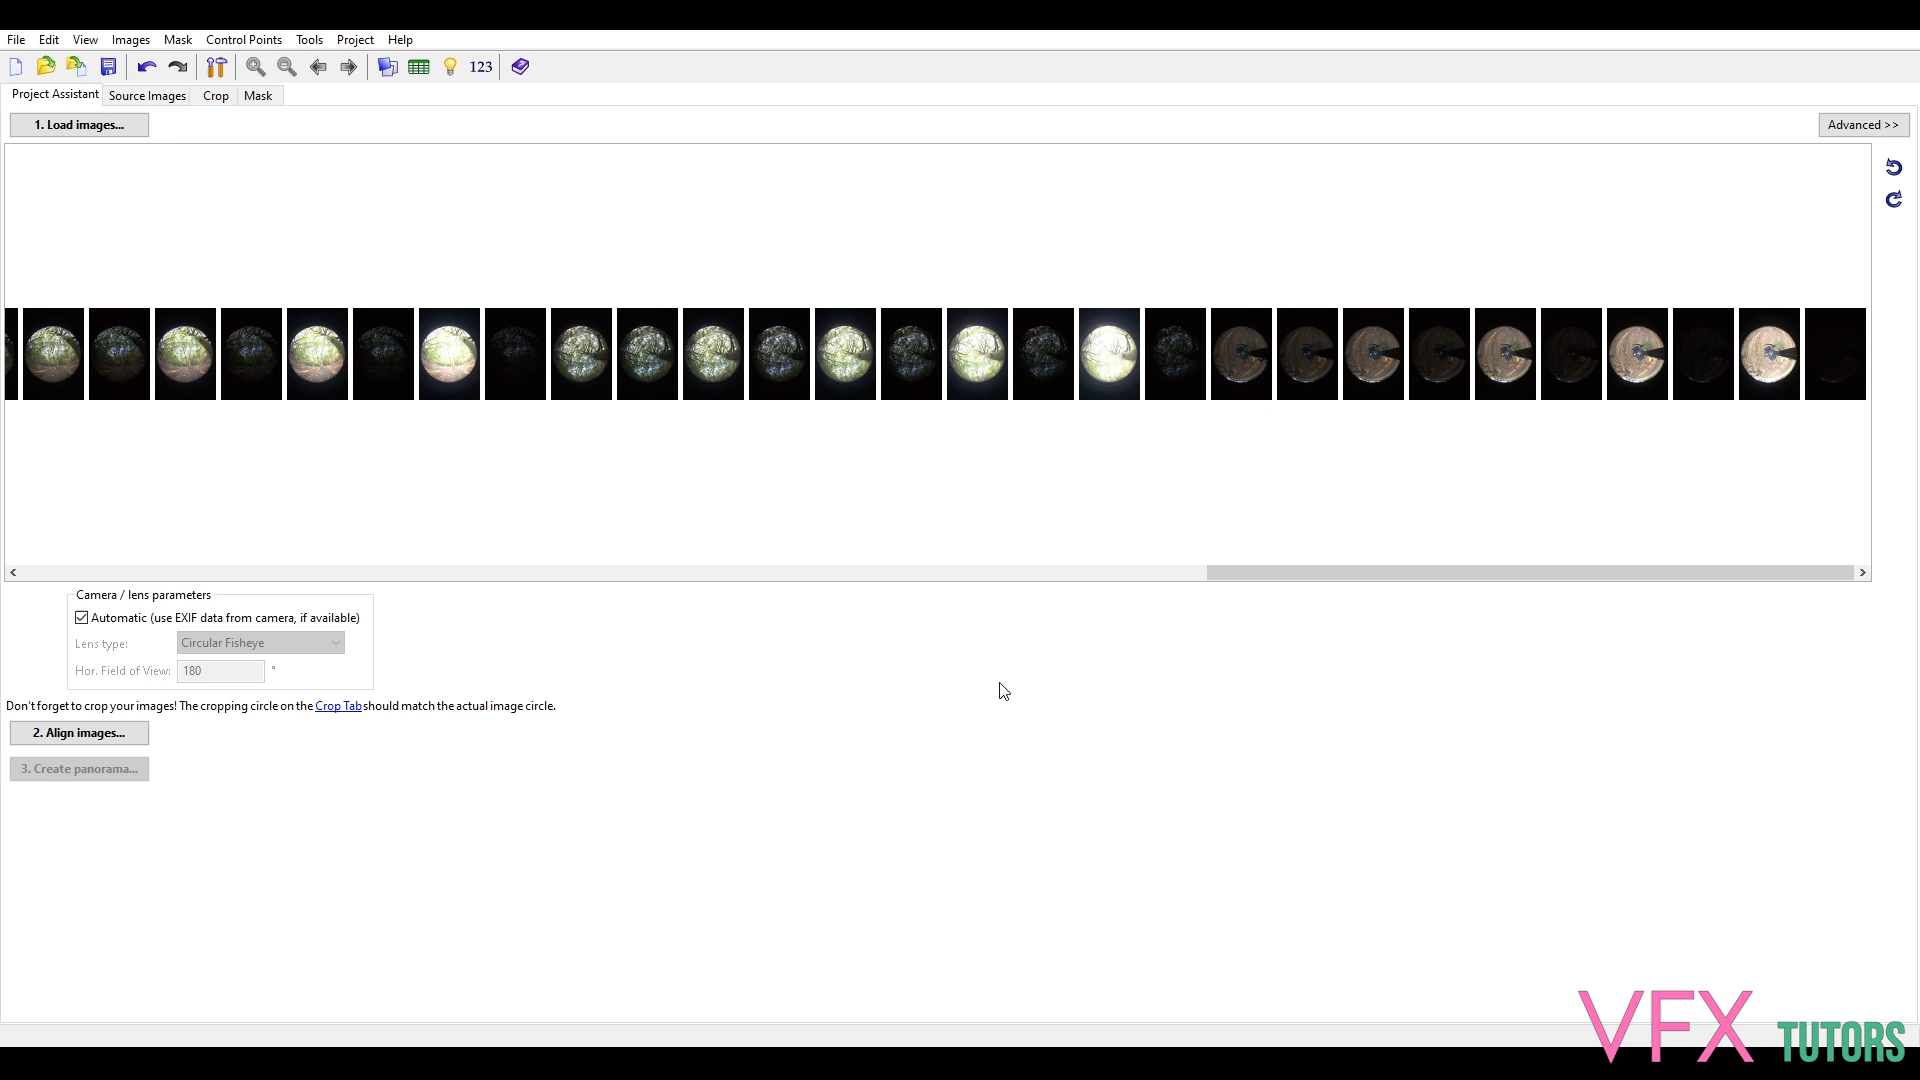 File Edit View Images Mask Control Points Tools Project Help
123
Project Assistant Source Images Crop Mask
1. Load images...
Advanced >>
Camera / lens parameters
Automatic (use EXIF data from camera, if available)
Lens type: Circular Fisheye
Hor. Field of View: 180 °
Don't forget to crop your images! The cropping circle on the Crop Tab should match the actual image circle.
2. Align images...
3. Create panorama...
VFX TUTORS